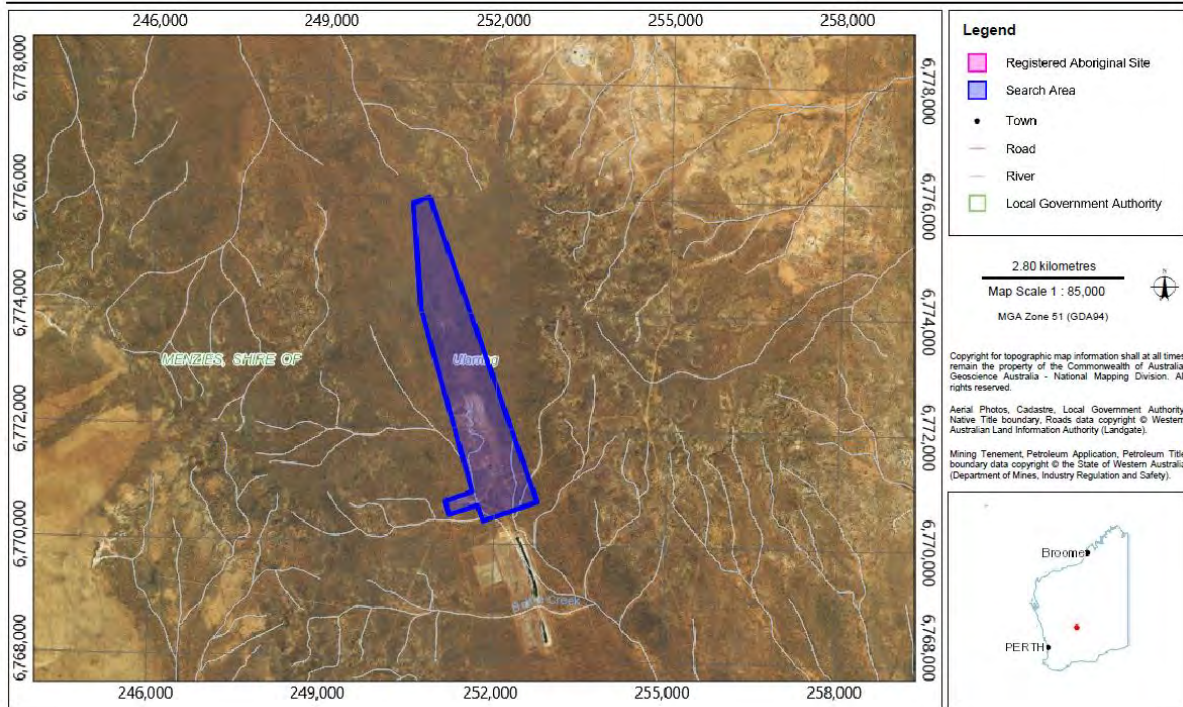 246,000
249,000
252,000
255,000
258,000
6,778,000
6,776,000
6,774,000
6,772,000
6,770,000
6,768,000
6,778,000
6,776,000
6,774,000
6,772,000
6,770,000
6,768,000
MENZIES, SHIRE OF
Creek
246,000
249,000
252,000
255,000
258,000
Legend
Registered Aboriginal Site
Search Area
Town
Road
River
Local Government Authority
2.80 kilometres
Map Scale 1 : 85,000
MGA Zone 51 (GDA94)
N
Copyright for topographic map information shall at all times
remain the property of the Commonwealth of Australia
Geoscience Australia - National Mapping Division. Al
rights reserved.
Aerial Photos, Cadastre, Local Government Authority
Native Title boundary, Roads data copyright © Western
Australian Land Information Authority (Landgate).
Mining Tenement, Petroleum Application, Petroleum Title
boundary data copyright © the State of Western Australia
(Department of Mines, Industry Regulation and Safety).
Broome
PERTH